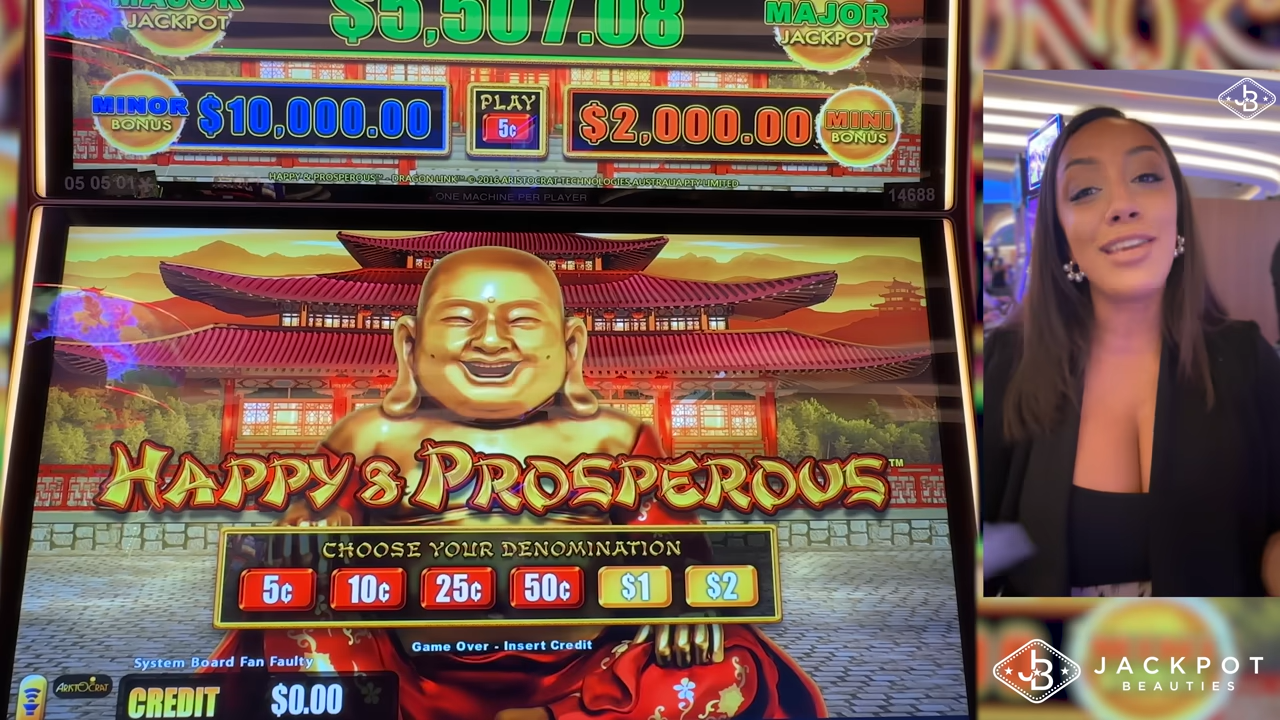 MAJOR
JACKPOT
$5,507.08
MAJOR
JACKPOT
MINOR
BONUS
$10,000.00
PLAY
5¢
$2,000.00
MINI
BONUS
05 05 01
HAPPY & PROSPEROUS™ - DRAGON LINK™ © 2016 ARISTOCRAT TECHNOLOGIES AUSTRALIA PTY LIMITED
14688
ONE MACHINE PER PLAYER
HAPPY & PROSPEROUS™
CHOOSE YOUR DENOMINATION
5¢ 10¢ 25¢ 50¢ $1 $2
Game Over - Insert Credit
System Board Fan Faulty
ARISTOCRAT
CREDIT $0.00
JB
JB
JACKPOT
BEAUTIES